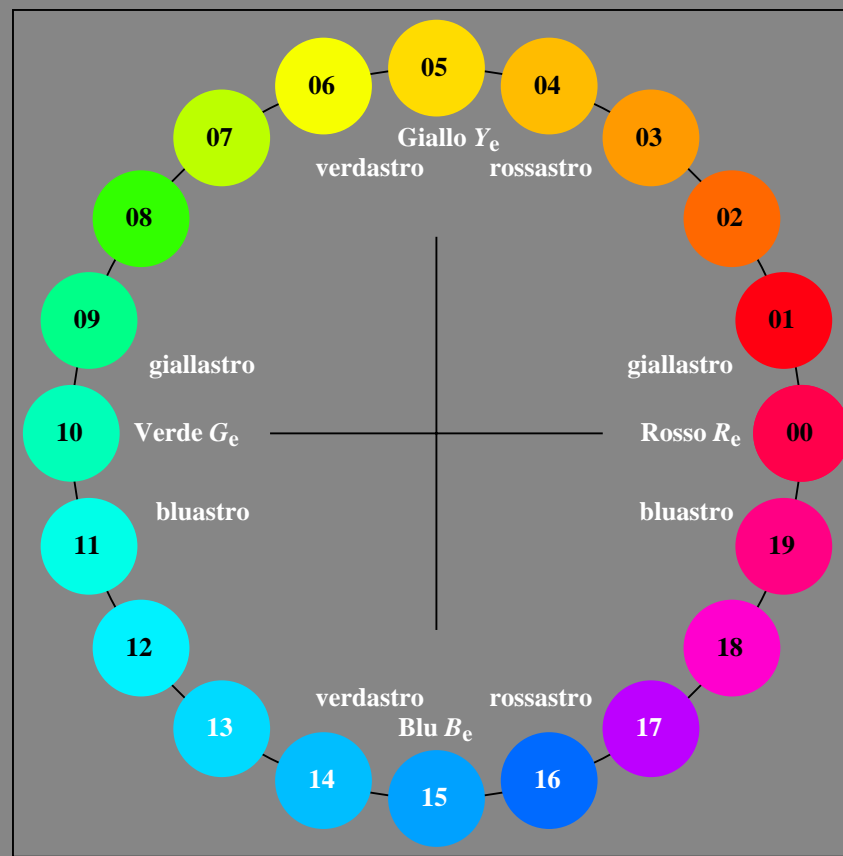 05
06 04
07 Giallo Yₑ 03
verdastro rossastro
08 02
09 01
giallastro giallastro
10 Verde Gₑ Rosso Rₑ 00
bluastro bluastro
11 19
12 18
verdastro rossastro
13 Blu Bₑ 17
14 16
15